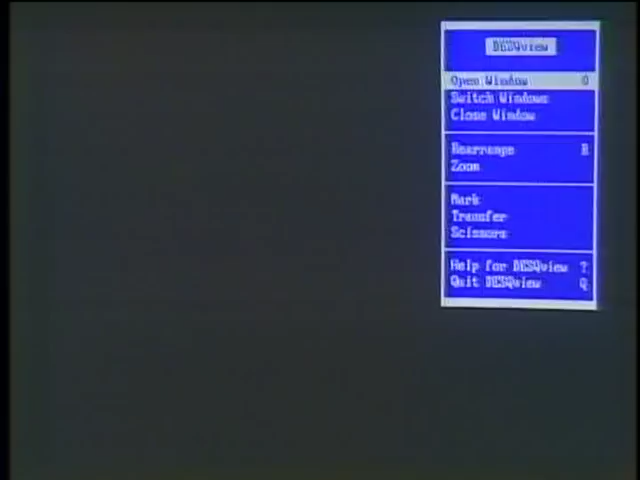 DESQview
Open Window O
Switch Windows
Close Window
Rearrange R
Zoom
Mark
Transfer
Scissors
Help for DESQview ?
Quit DESQview Q